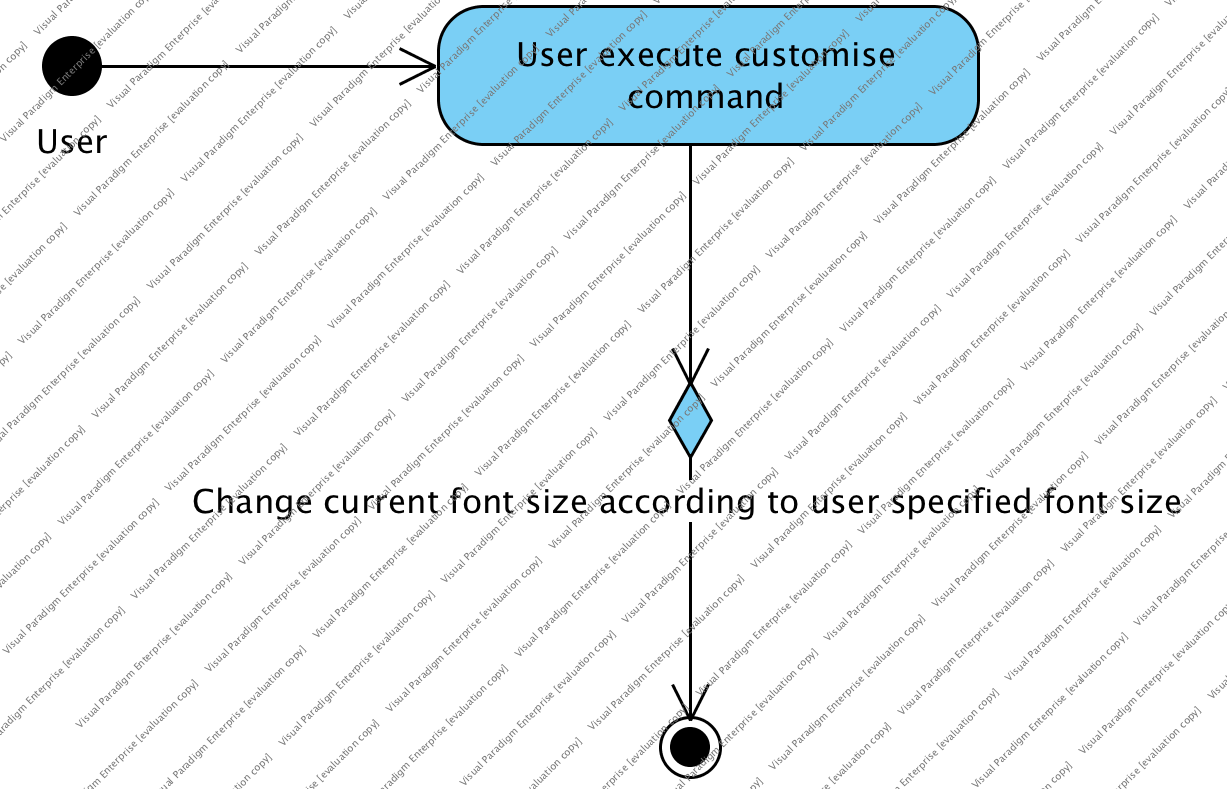 User execute customise
command
User
Change current font size according to user specified font size
Visual Paradigm Enterprise [evaluation copy]